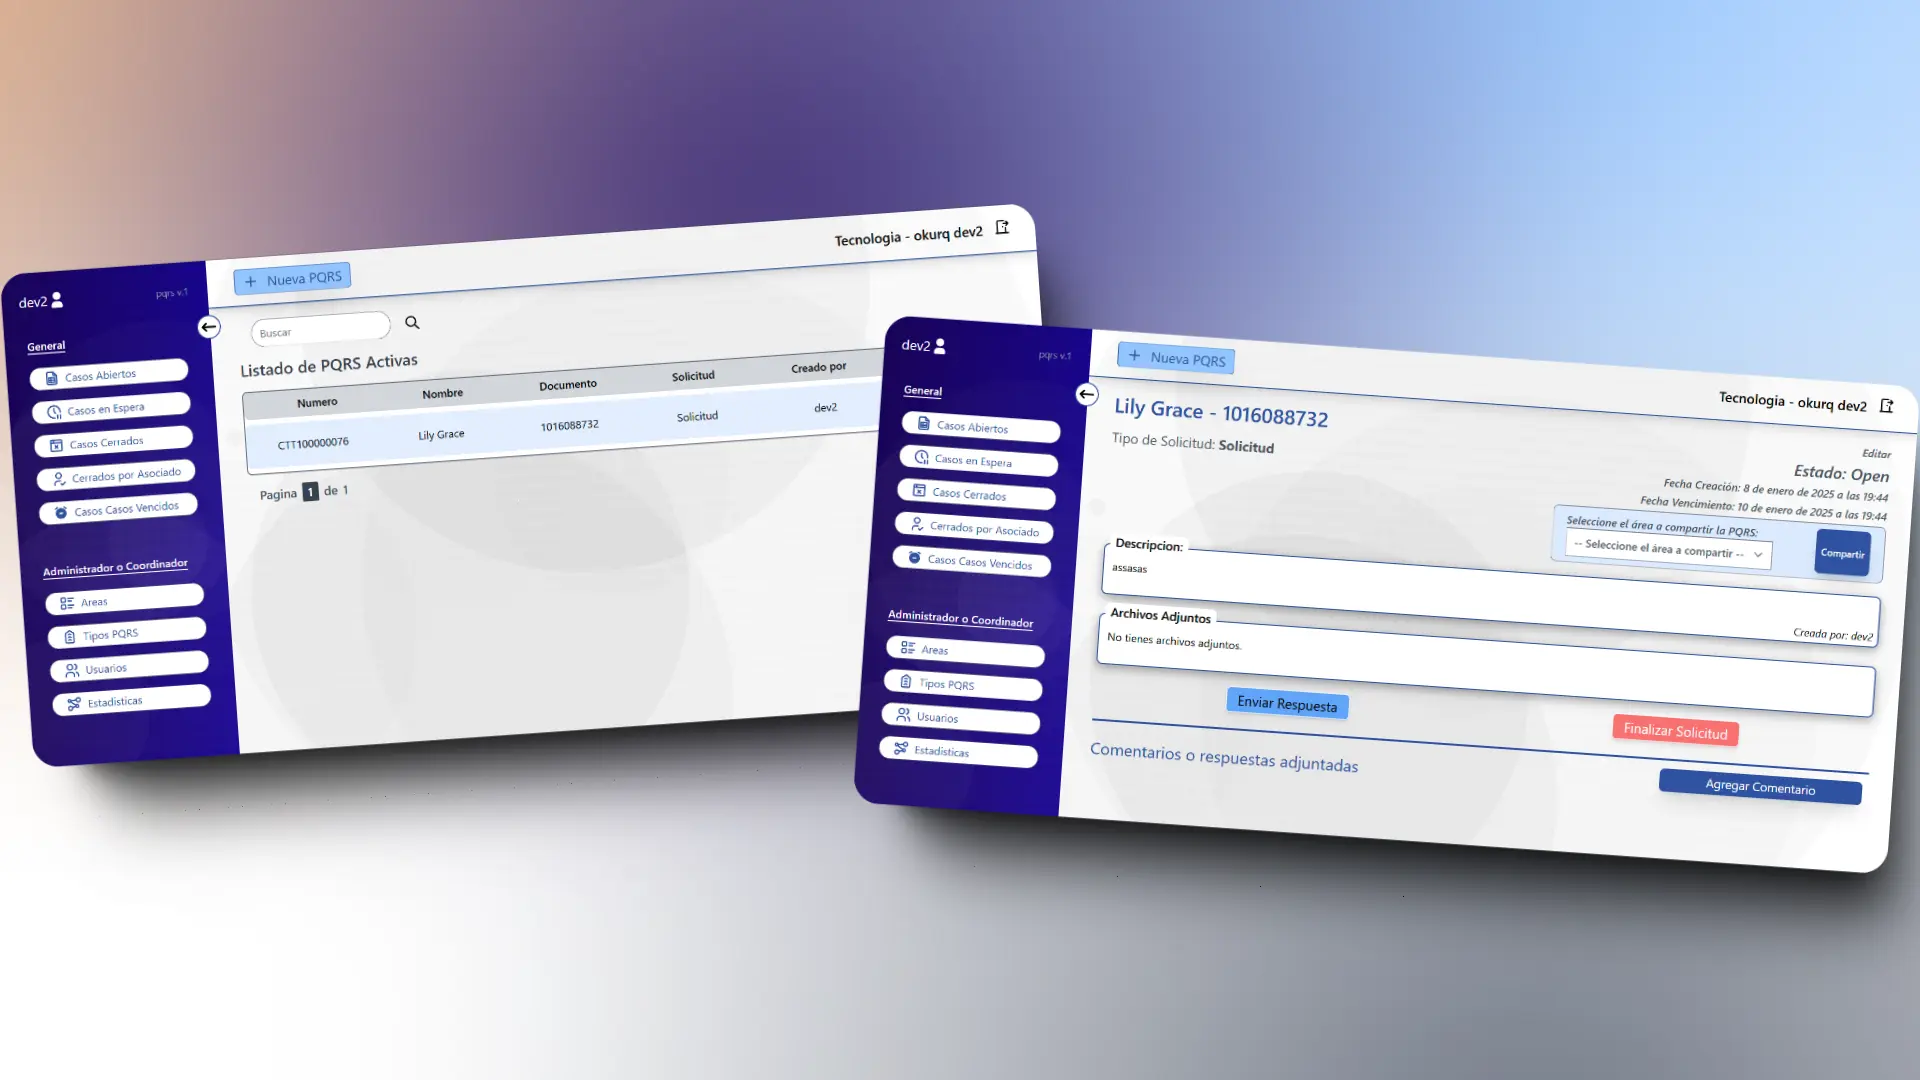 dev2
pqrs v.1
General
Casos Abiertos
Casos en Espera
Casos Cerrados
Cerrados por Asociado
Casos Casos Vencidos
Administrador o Coordinador
Areas
Tipos PQRS
Usuarios
Estadisticas
+ Nueva PQRS
Tecnologia - okurq dev2
Buscar
Listado de PQRS Activas
Numero Nombre Documento Solicitud Creado por
CTT100000076 Lily Grace 1016088732 Solicitud dev2
Pagina 1 de 1
dev2
pqrs v.1
General
Casos Abiertos
Casos en Espera
Casos Cerrados
Cerrados por Asociado
Casos Casos Vencidos
Administrador o Coordinador
Areas
Tipos PQRS
Usuarios
Estadisticas
+ Nueva PQRS
Tecnologia - okurq dev2
Lily Grace - 1016088732
Tipo de Solicitud: Solicitud
Editar
Estado: Open
Fecha Creación: 8 de enero de 2025 a las 19:44
Fecha Vencimiento: 10 de enero de 2025 a las 19:44
Seleccione el área a compartir la PQRS:
-- Seleccione el área a compartir --
Compartir
Descripcion:
assasas
Creada por: dev2
Archivos Adjuntos
No tienes archivos adjuntos.
Enviar Respuesta
Finalizar Solicitud
Comentarios o respuestas adjuntadas
Agregar Comentario